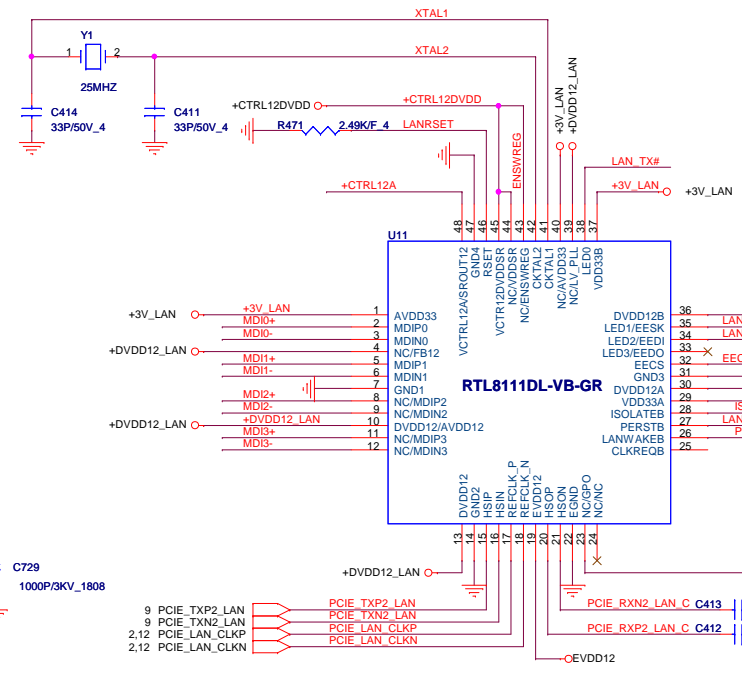 XTAL1
Y1
XTAL2
1 2
25MHZ
C414
33P/50V_4
C411
33P/50V_4
+CTRL12DVDD
+CTRL12DVDD
R471 2.49K/F_4 LANRSET
ENSWREG
+3V_LAN
+DVDD12_LAN
LAN_TX#
+CTRL12A
+3V_LAN
+3V_LAN
48 47 46 45 44 43 42 41 40 39 38 37
U11
VCTRL12A/SROUT12
GND4
RSET
VCTR12DVDDSR
NC/VDDSR
NC/ENSWREG
CKTAL2
CKTAL1
NC/AVDD33
NC/LV_PLL
LED0
VDD33B
+3V_LAN +3V_LAN 1 AVDD33
MDI0+ 2 MDIP0
MDI0- 3 MDIN0
+DVDD12_LAN 4 NC/FB12
MDI1+ 5 MDIP1
MDI1- 6 MDIN1
7 GND1
MDI2+ 8 NC/MDIP2
MDI2- 9 NC/MDIN2
+DVDD12_LAN +DVDD12_LAN 10 DVDD12/AVDD12
MDI3+ 11 NC/MDIP3
MDI3- 12 NC/MDIN3
RTL8111DL-VB-GR
DVDD12B 36
LED1/EESK 35 LAN
LED2/EEDI 34 LAN
LED3/EEDO 33
EECS 32 EEC
GND3 31
DVDD12A 30
VDD33A 29
ISOLATEB 28 IS
PERSTB 27 LAN
LANWAKEB 26 P
CLKREQB 25
DVDD12
GND2
HSIP
HSIN
REFCLK_P
REFCLK_N
EVDD12
HSOP
HSON
EGND
NC/GPO
NC/NC
13 14 15 16 17 18 19 20 21 22 23 24
+DVDD12_LAN
C729
1000P/3KV_1808
9 PCIE_TXP2_LAN PCIE_TXP2_LAN
9 PCIE_TXN2_LAN PCIE_TXN2_LAN
2,12 PCIE_LAN_CLKP PCIE_LAN_CLKP
2,12 PCIE_LAN_CLKN PCIE_LAN_CLKN
PCIE_RXN2_LAN_C C413
PCIE_RXP2_LAN_C C412
EVDD12